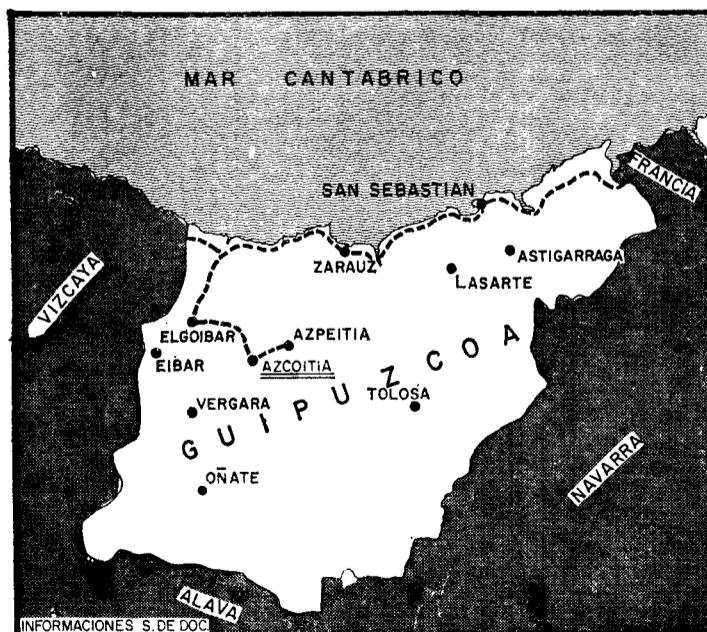 MAR CANTABRICO
FRANCIA
SAN SEBASTIAN
ZARAUZ
ASTIGARRAGA
LASARTE
VIZCAYA
ELGOIBAR
AZPEITIA
EIBAR
AZCOITIA
TOLOSA
VERGARA
GUIPUZCOA
OÑATE
NAVARRA
ALAVA
INFORMACIONES S. DE DOC.